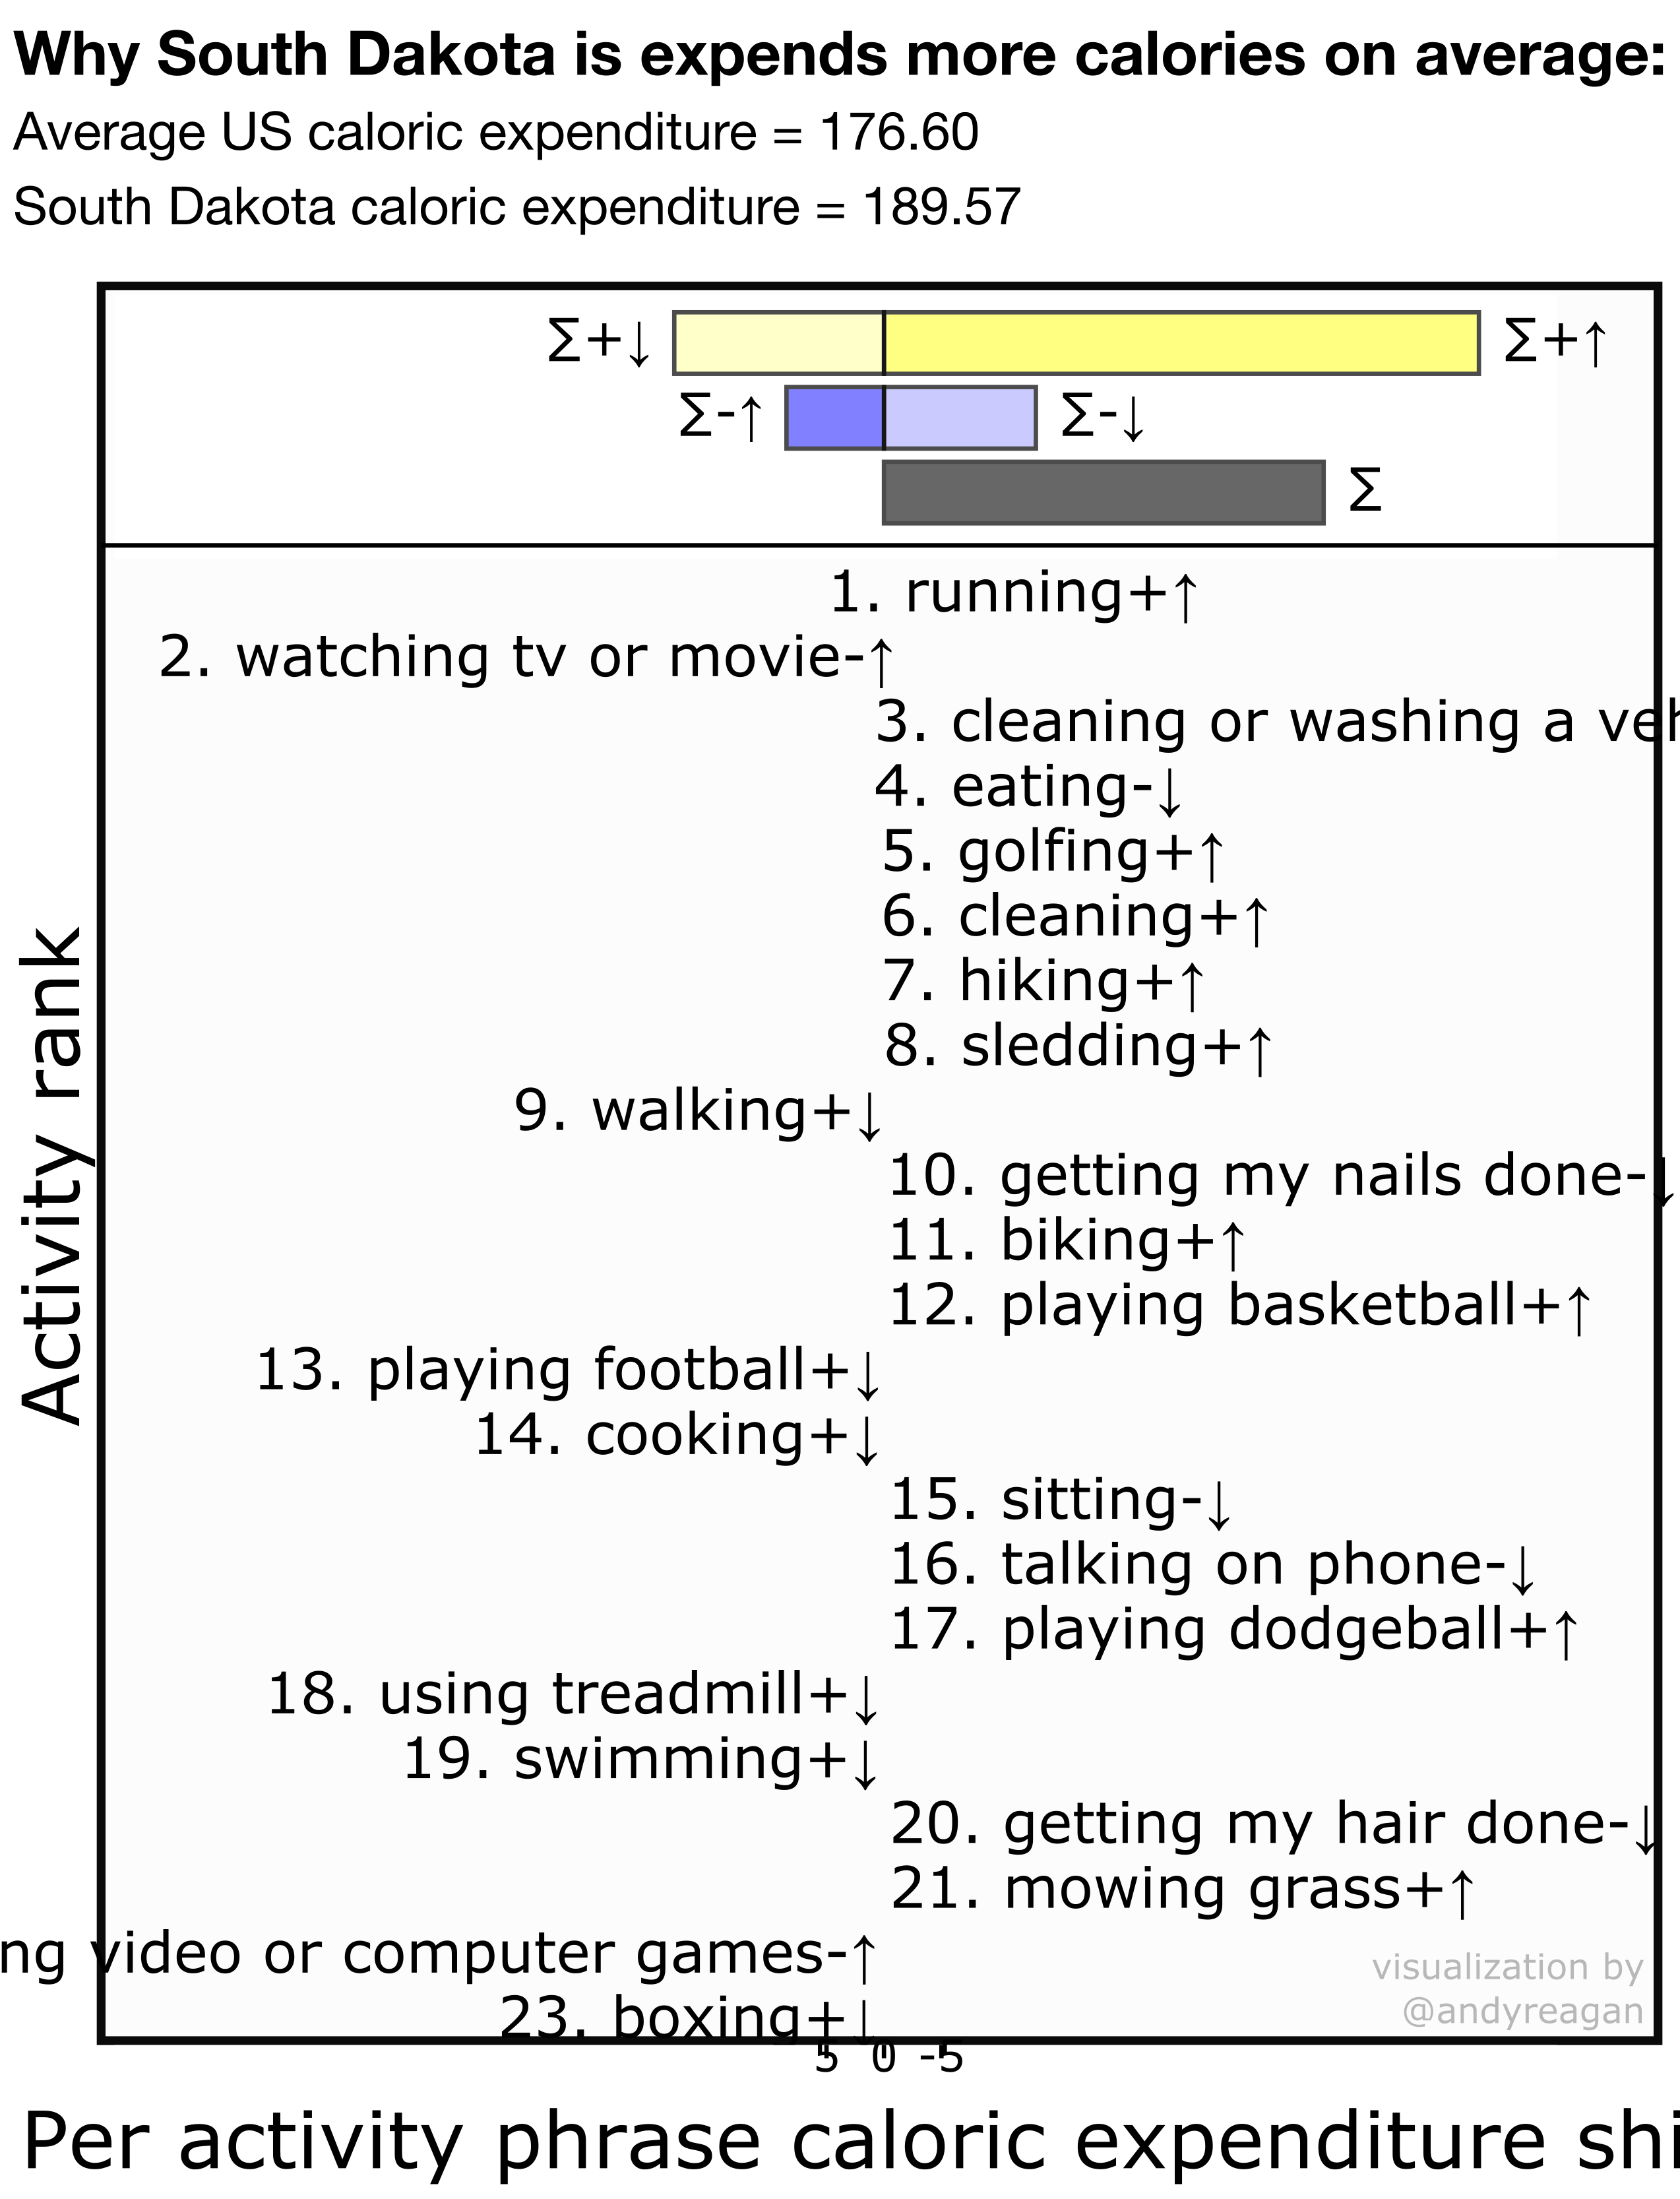 Why South Dakota is expends more calories on average:
Average US caloric expenditure = 176.60
South Dakota caloric expenditure = 189.57
∑+↓ ∑+↑
∑-↑ ∑-↓
∑
1. running+↑
2. watching tv or movie-↑
3. cleaning or washing a veh
4. eating-↓
5. golfing+↑
6. cleaning+↑
7. hiking+↑
8. sledding+↑
9. walking+↓
10. getting my nails done-↓
11. biking+↑
12. playing basketball+↑
13. playing football+↓
14. cooking+↓
15. sitting-↓
16. talking on phone-↓
17. playing dodgeball+↑
18. using treadmill+↓
19. swimming+↓
20. getting my hair done-↓
21. mowing grass+↑
ng video or computer games-↑
23. boxing+↓
Activity rank
visualization by
@andyreagan
5 0 -5
Per activity phrase caloric expenditure shi